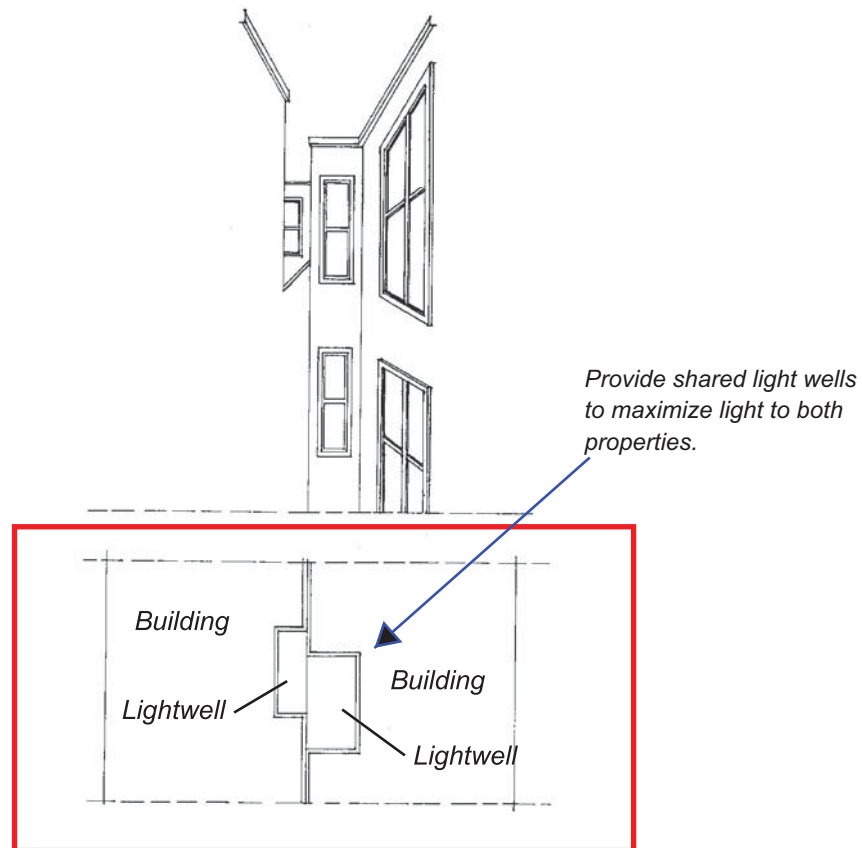 Provide shared light wells
to maximize light to both
properties.
Building
Building
Lightwell
Lightwell